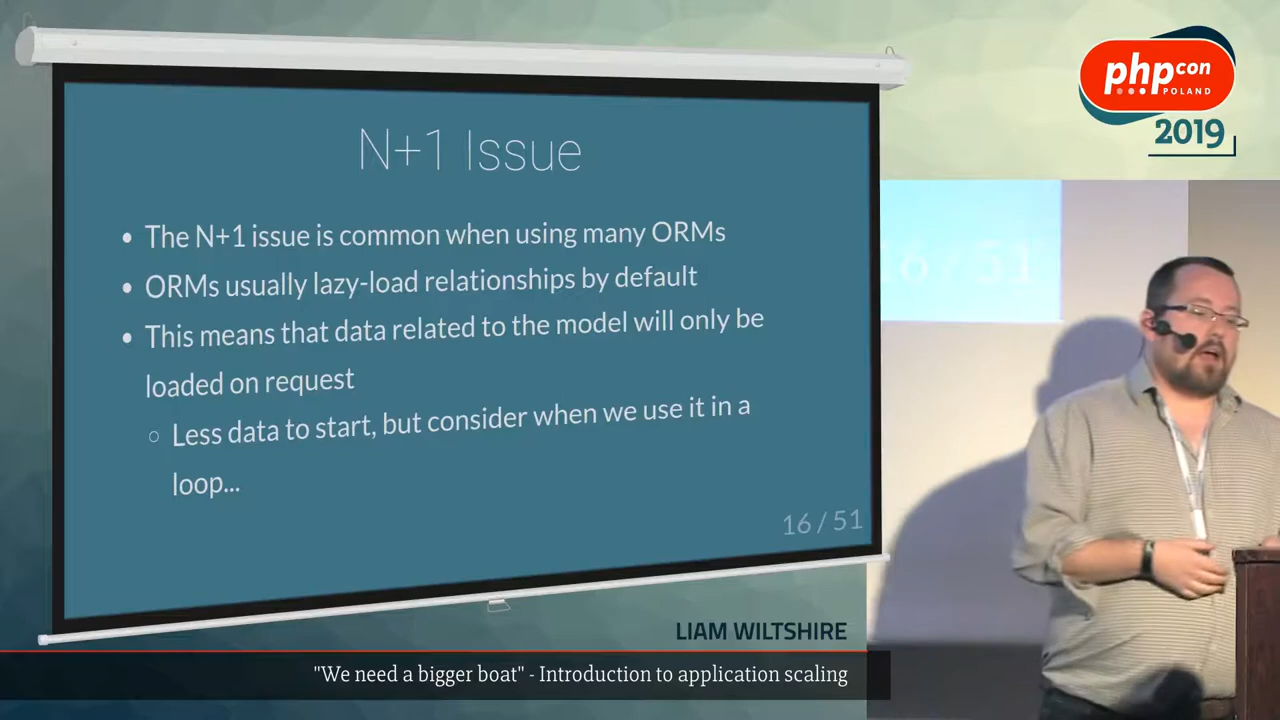 N+1 Issue
• The N+1 issue is common when using many ORMs
• ORMs usually lazy-load relationships by default
• This means that data related to the model will only be
loaded on request
○ Less data to start, but consider when we use it in a
loop...
16 / 51
phpcon
POLAND
2019
16 / 51
LIAM WILTSHIRE
"We need a bigger boat" - Introduction to application scaling